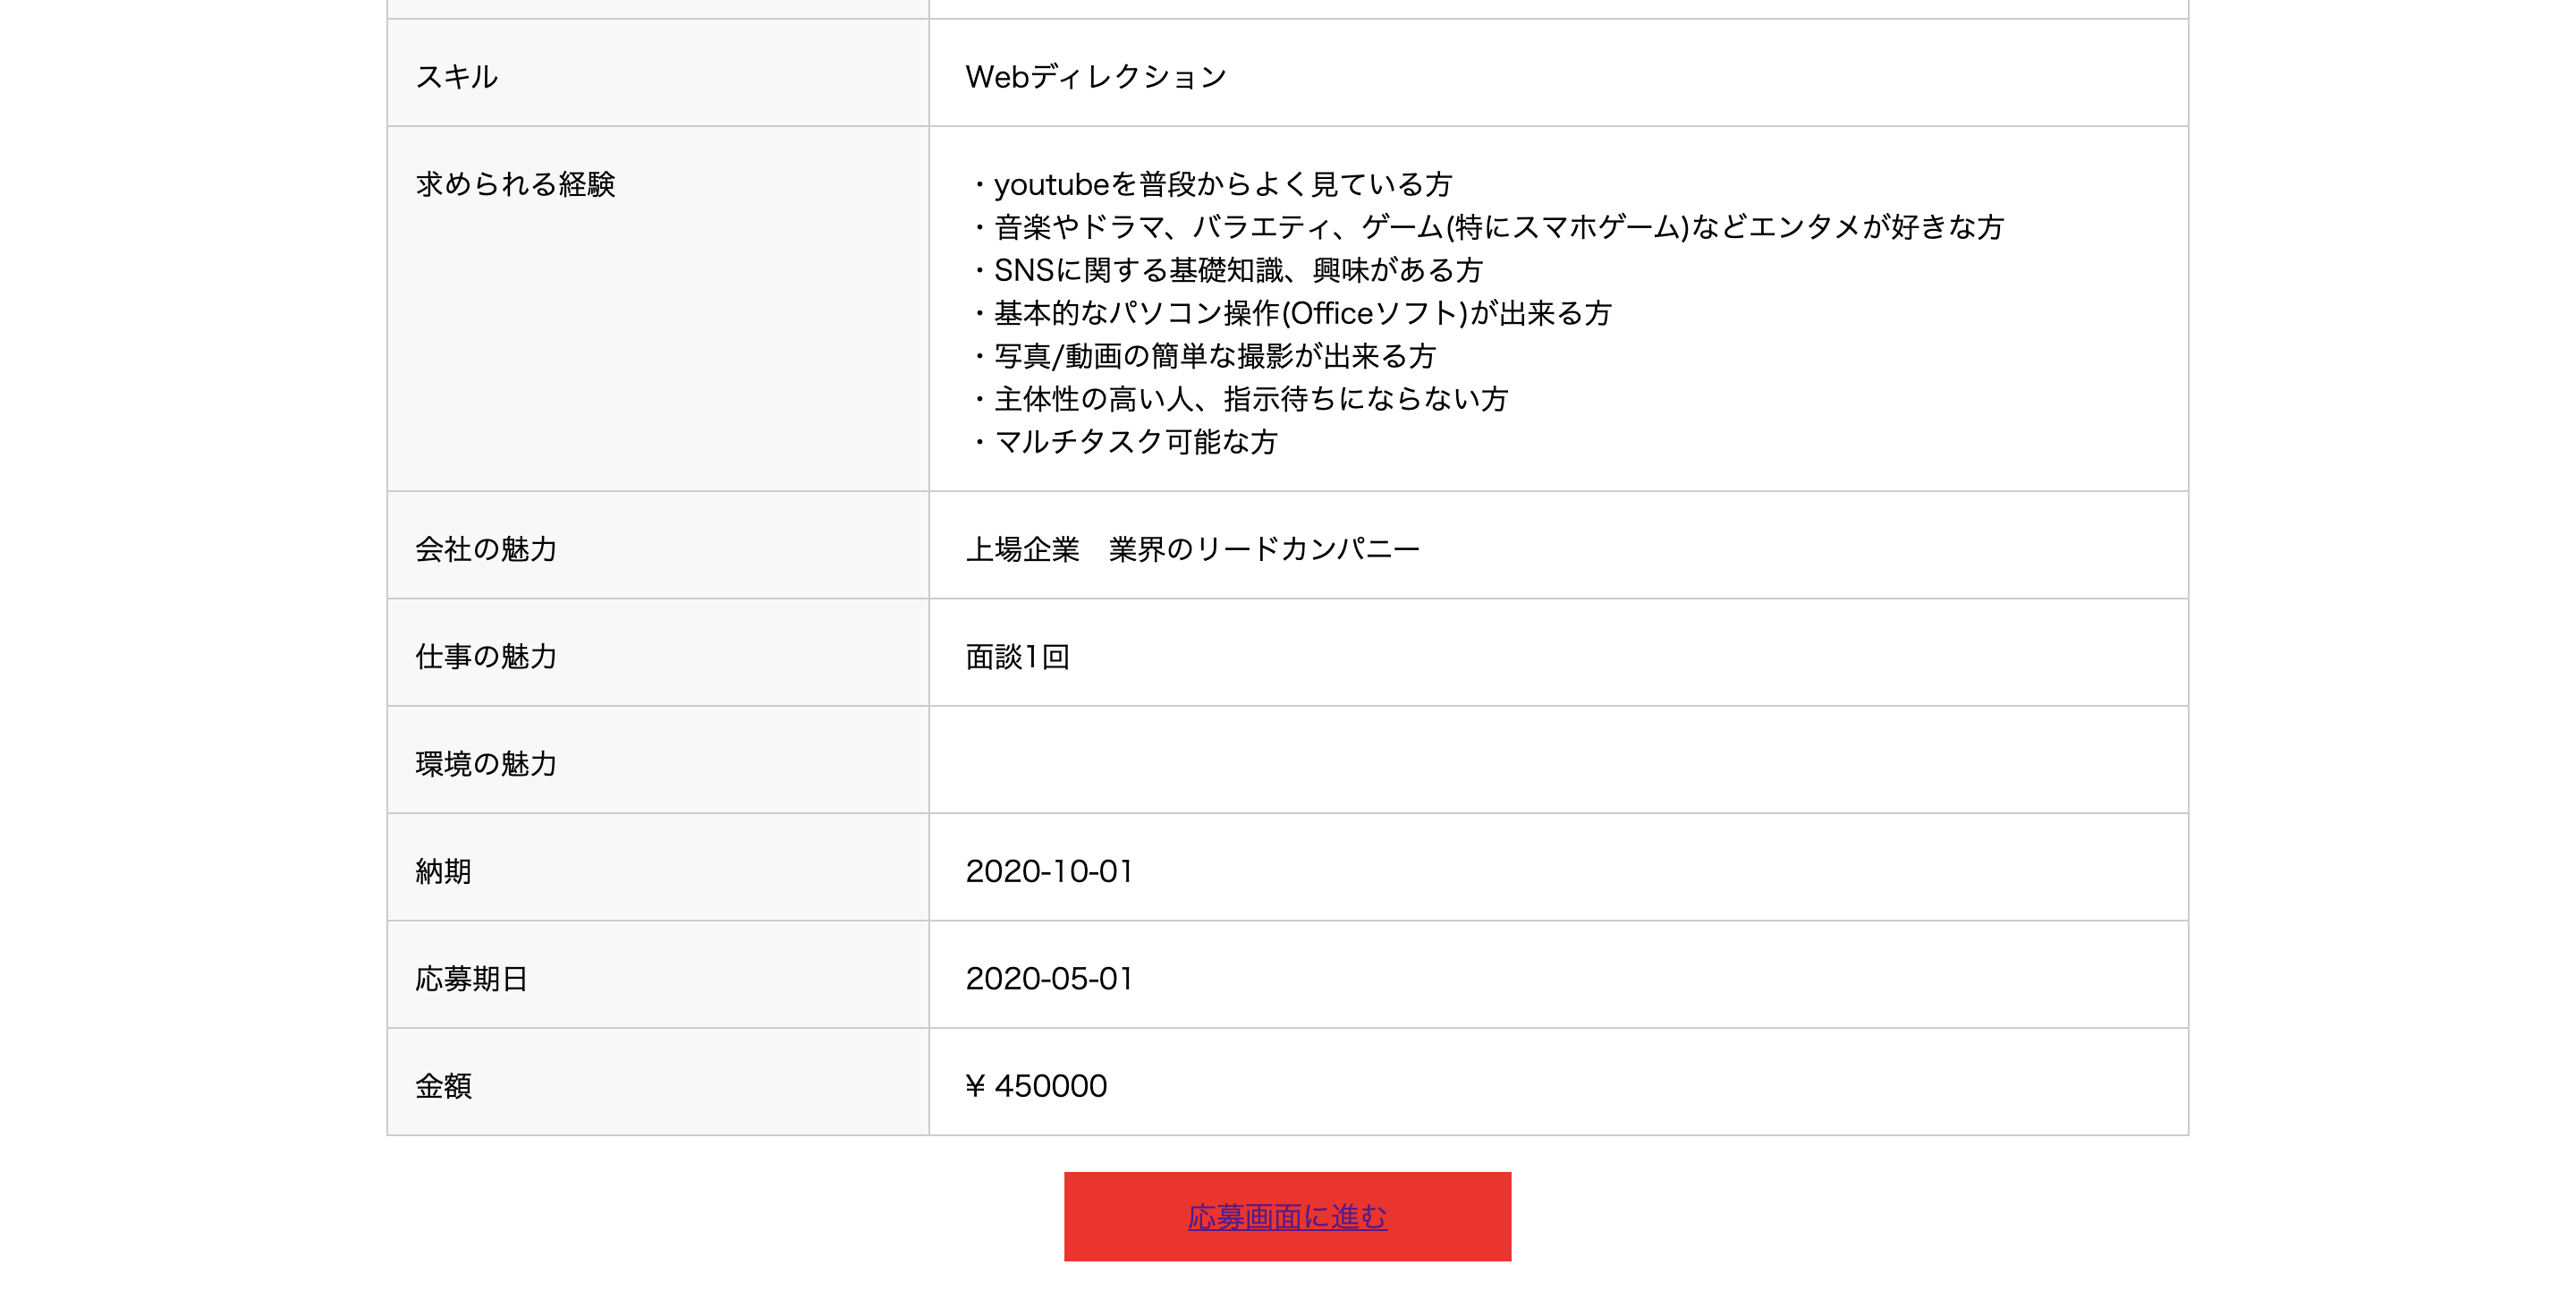 スキル
Webディレクション
求められる経験
・youtubeを普段からよく見ている方
・音楽やドラマ、バラエティ、ゲーム(特にスマホゲーム)などエンタメが好きな方
・SNSに関する基礎知識、興味がある方
・基本的なパソコン操作(Officeソフト)が出来る方
・写真/動画の簡単な撮影が出来る方
・主体性の高い人、指示待ちにならない方
・マルチタスク可能な方
会社の魅力
上場企業　業界のリードカンパニー
仕事の魅力
面談1回
環境の魅力
納期
2020-10-01
応募期日
2020-05-01
金額
¥ 450000
応募画面に進む